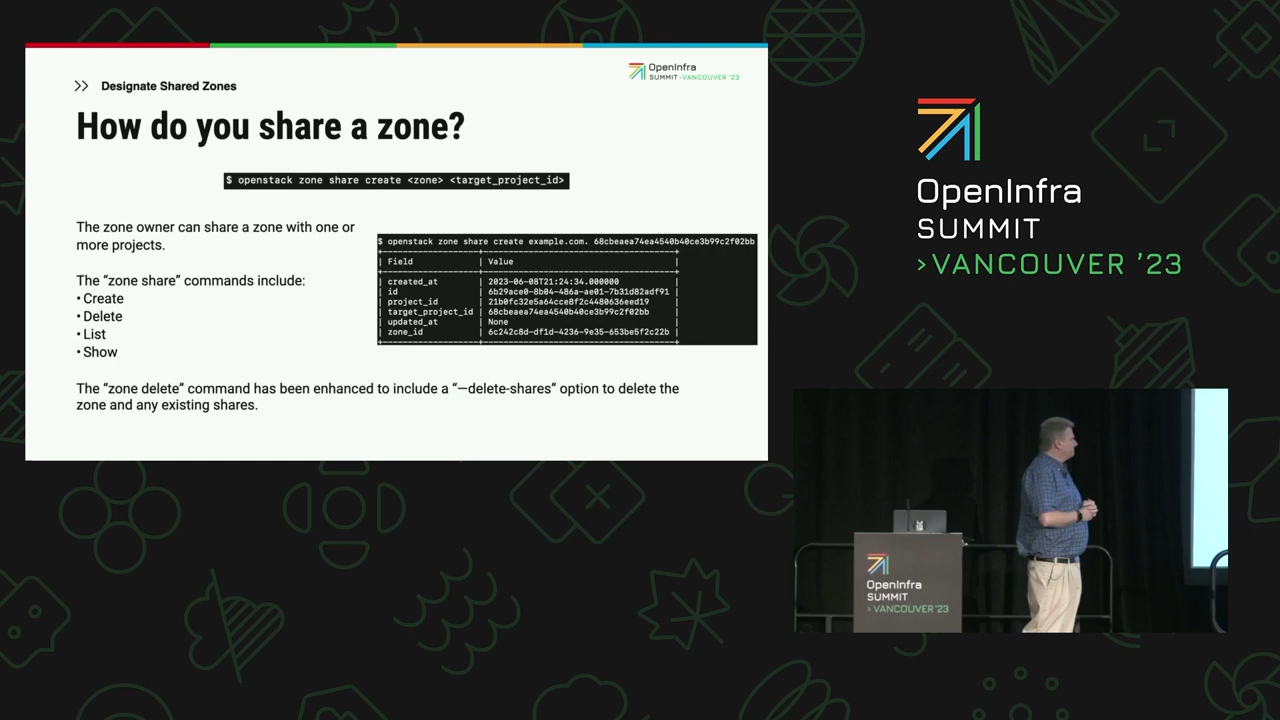 Designate Shared Zones
OpenInfra
SUMMIT >VANCOUVER '23
How do you share a zone?
$ openstack zone share create <zone> <target_project_id>
The zone owner can share a zone with one or
more projects.
The “zone share” commands include:
• Create
• Delete
• List
• Show
$ openstack zone share create example.com. 68cbeaea74ea4540b40ce3b99c2f02bb
| Field | Value |
| created_at | 2023-06-08T21:24:34.000000 |
| id | 6b29ace0-8b04-486a-ae01-7b31d82adf91 |
| project_id | 21b0fc32e5a64cce8f2c4480636eed19 |
| target_project_id | 68cbeaea74ea4540b40ce3b99c2f02bb |
| updated_at | None |
| zone_id | 6c242c8d-df1d-4236-9e35-653be5f2c22b |
The “zone delete” command has been enhanced to include a “—delete-shares” option to delete the
zone and any existing shares.
OpenInfra
SUMMIT
>VANCOUVER '23
OpenInfra
SUMMIT
> VANCOUVER '23